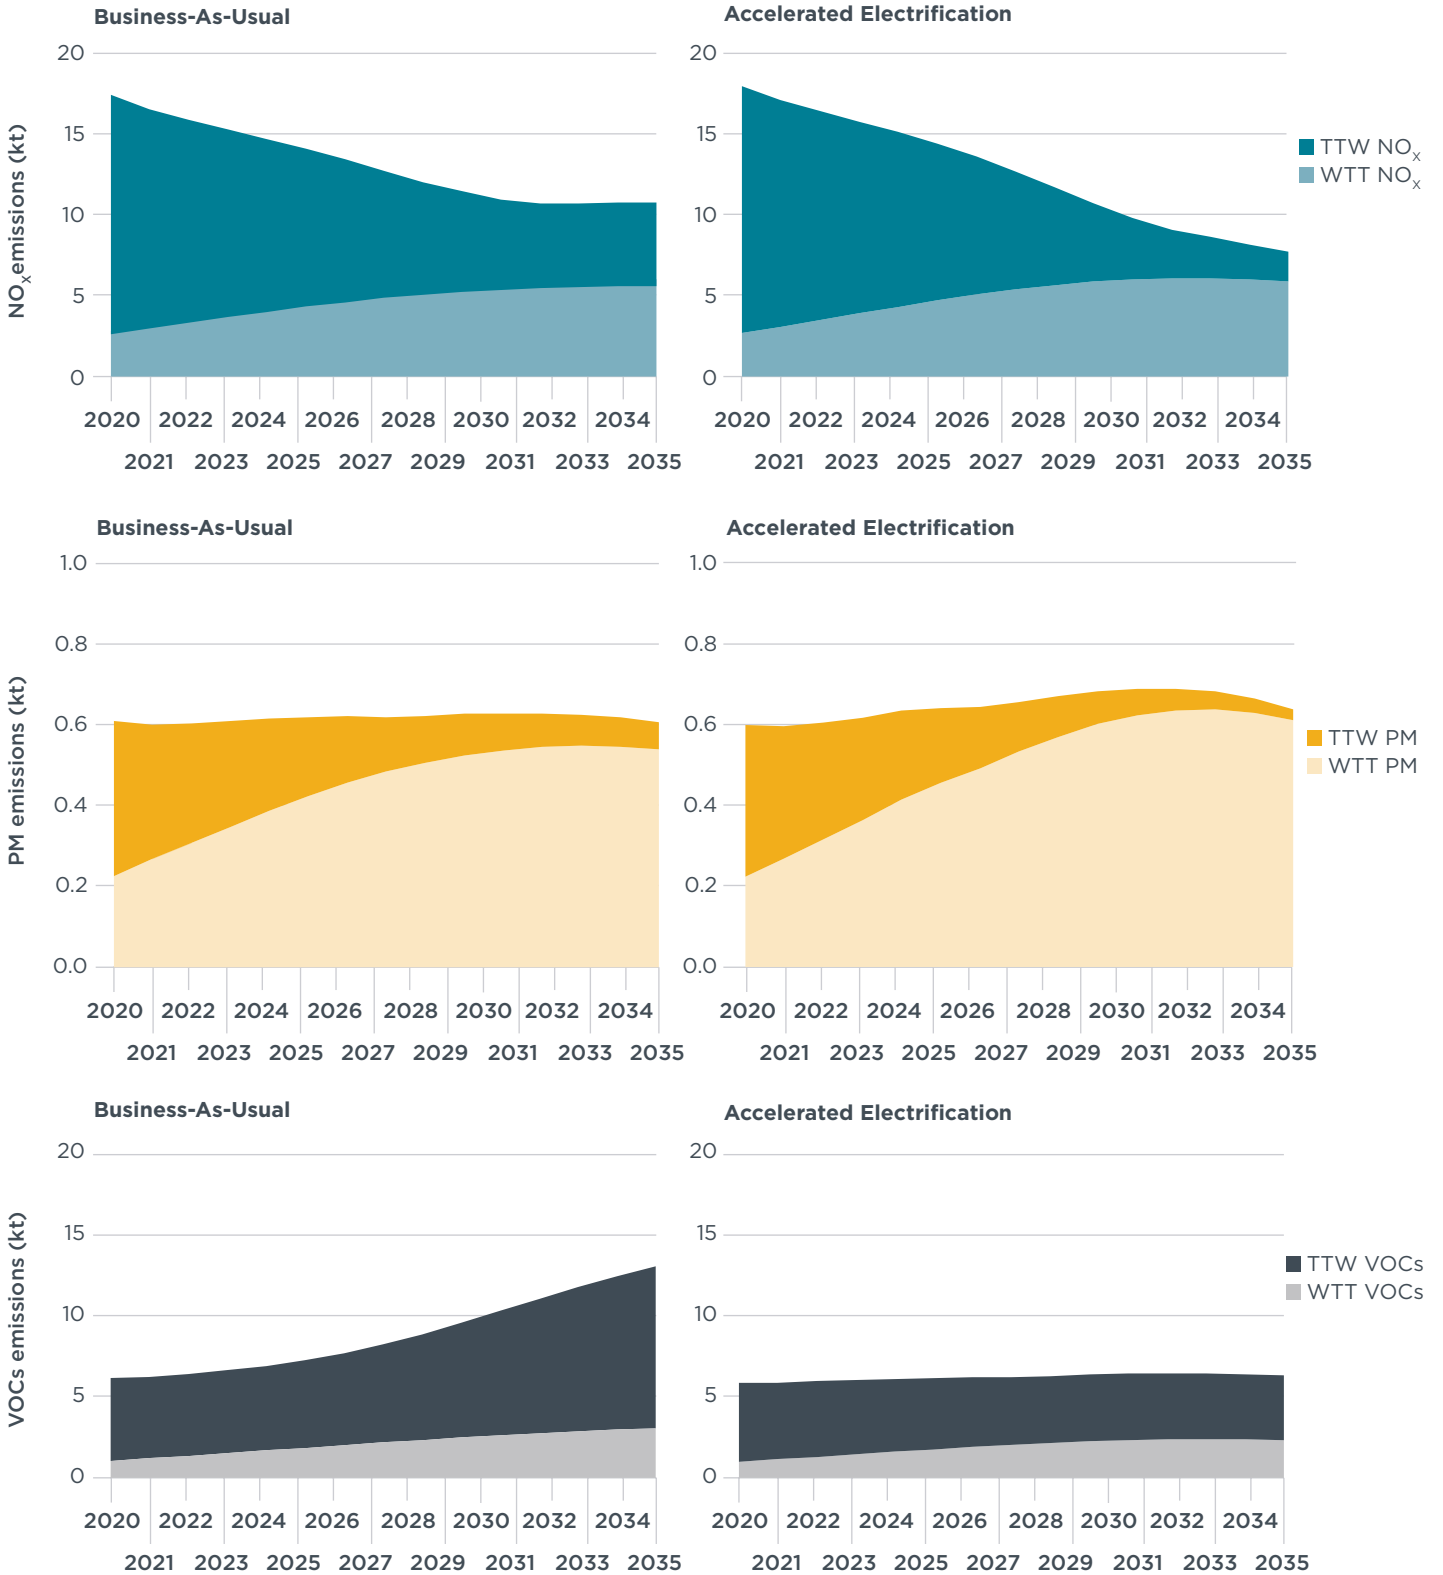 Business-As-Usual
Accelerated Electrification
NOx emissions (kt)
20
15
10
5
0
20
15
10
5
0
TTW NOx
WTT NOx
2020 2022 2024 2026 2028 2030 2032 2034
2021 2023 2025 2027 2029 2031 2033 2035
2020 2022 2024 2026 2028 2030 2032 2034
2021 2023 2025 2027 2029 2031 2033 2035
Business-As-Usual
Accelerated Electrification
PM emissions (kt)
1.0
0.8
0.6
0.4
0.2
0.0
1.0
0.8
0.6
0.4
0.2
0.0
TTW PM
WTT PM
2020 2022 2024 2026 2028 2030 2032 2034
2021 2023 2025 2027 2029 2031 2033 2035
2020 2022 2024 2026 2028 2030 2032 2034
2021 2023 2025 2027 2029 2031 2033 2035
Business-As-Usual
Accelerated Electrification
VOCs emissions (kt)
20
15
10
5
0
20
15
10
5
0
TTW VOCs
WTT VOCs
2020 2022 2024 2026 2028 2030 2032 2034
2021 2023 2025 2027 2029 2031 2033 2035
2020 2022 2024 2026 2028 2030 2032 2034
2021 2023 2025 2027 2029 2031 2033 2035